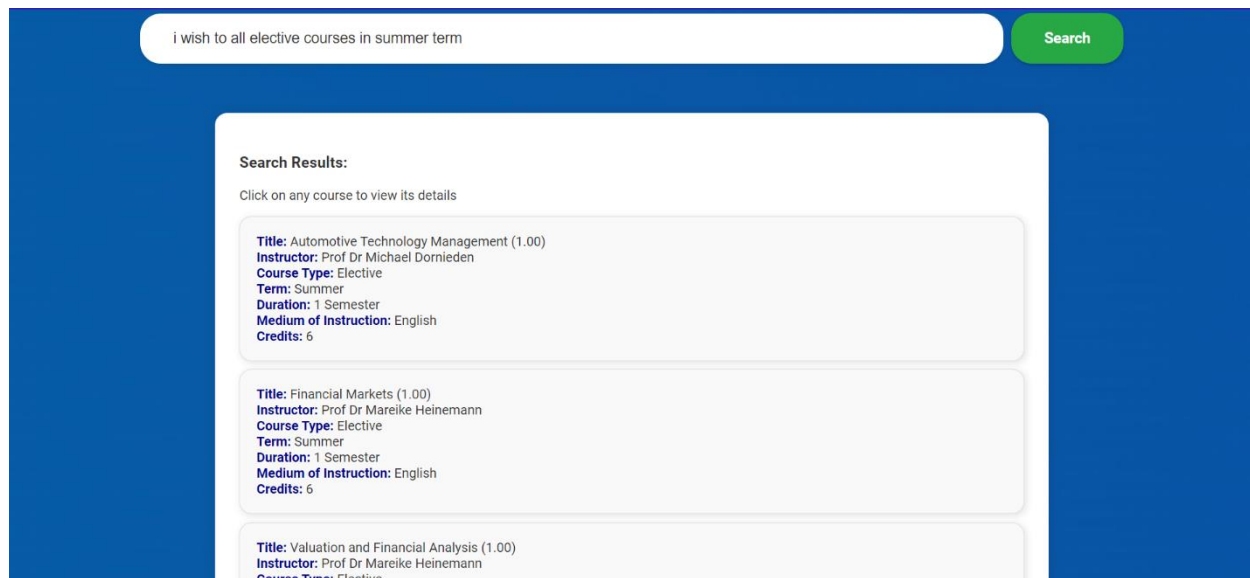 i wish to all elective courses in summer term
Search
Search Results:
Click on any course to view its details
Title: Automotive Technology Management (1.00)
Instructor: Prof Dr Michael Dornieden
Course Type: Elective
Term: Summer
Duration: 1 Semester
Medium of Instruction: English
Credits: 6
Title: Financial Markets (1.00)
Instructor: Prof Dr Mareike Heinemann
Course Type: Elective
Term: Summer
Duration: 1 Semester
Medium of Instruction: English
Credits: 6
Title: Valuation and Financial Analysis (1.00)
Instructor: Prof Dr Mareike Heinemann
Course Type: Elective